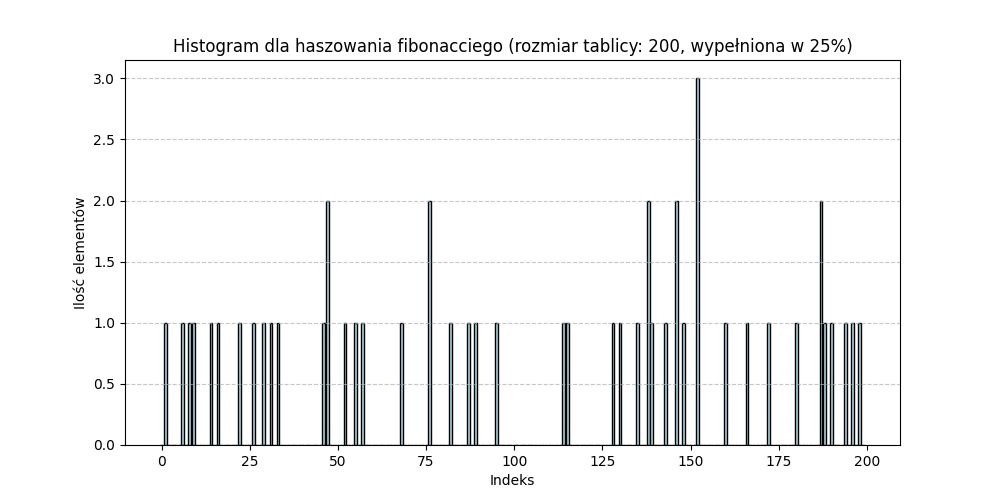 Histogram dla haszowania fibonacciego (rozmiar tablicy: 200, wypełniona w 25%)
3.0
2.5
2.0
1.5
1.0
0.5
0.0
Ilość elementów
0 25 50 75 100 125 150 175 200
Indeks